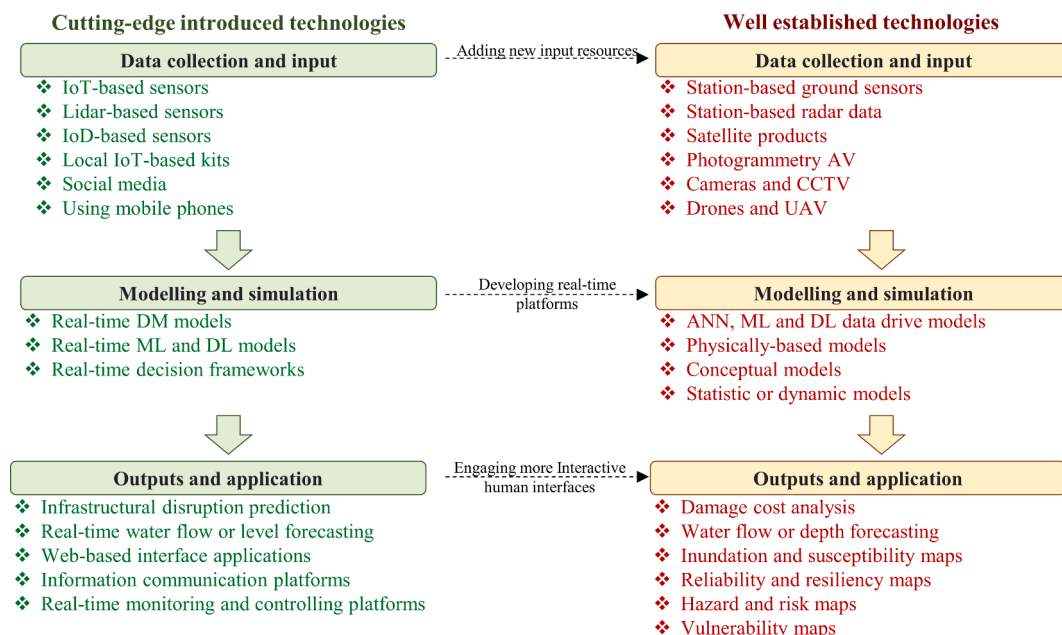 Cutting-edge introduced technologies
Well established technologies
Data collection and input
Adding new input resources
Data collection and input
❖ IoT-based sensors
❖ Lidar-based sensors
❖ IoD-based sensors
❖ Local IoT-based kits
❖ Social media
❖ Using mobile phones
❖ Station-based ground sensors
❖ Station-based radar data
❖ Satellite products
❖ Photogrammetry AV
❖ Cameras and CCTV
❖ Drones and UAV
Modelling and simulation
Developing real-time
platforms
Modelling and simulation
❖ Real-time DM models
❖ Real-time ML and DL models
❖ Real-time decision frameworks
❖ ANN, ML and DL data drive models
❖ Physically-based models
❖ Conceptual models
❖ Statistic or dynamic models
Outputs and application
Engaging more Interactive
human interfaces
Outputs and application
❖ Infrastructural disruption prediction
❖ Real-time water flow or level forecasting
❖ Web-based interface applications
❖ Information communication platforms
❖ Real-time monitoring and controlling platforms
❖ Damage cost analysis
❖ Water flow or depth forecasting
❖ Inundation and susceptibility maps
❖ Reliability and resiliency maps
❖ Hazard and risk maps
❖ Vulnerability maps